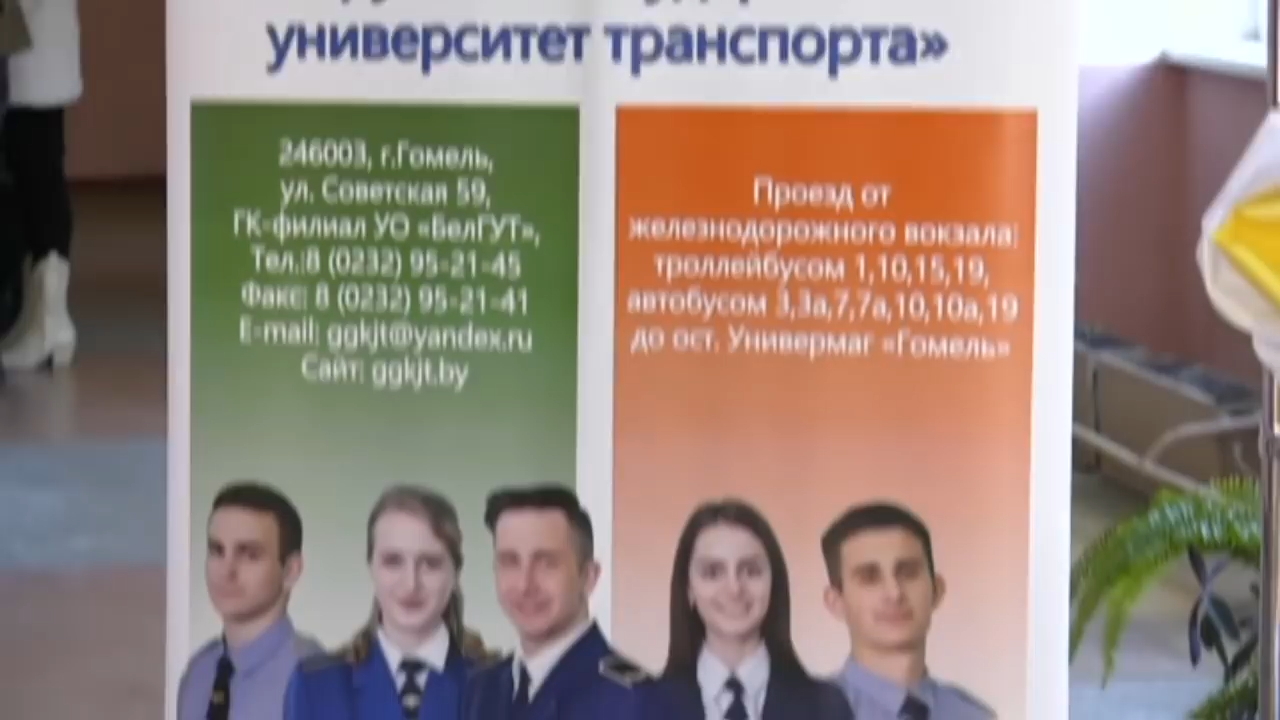 университет транспорта»
246003, г.Гомель,
ул. Советская 59,
ГК-филиал УО «БелГУТ»,
Тел.:8 (0232) 95-21-45
Факс: 8 (0232) 95-21-41
E-mail: ggkjt@yandex.ru
Сайт: ggkjt.by
Проезд от
железнодорожного вокзала:
троллейбусом 1,10,15,19,
автобусом 3,3а,7,7а,10,10а,19
до ост. Универмаг «Гомель»